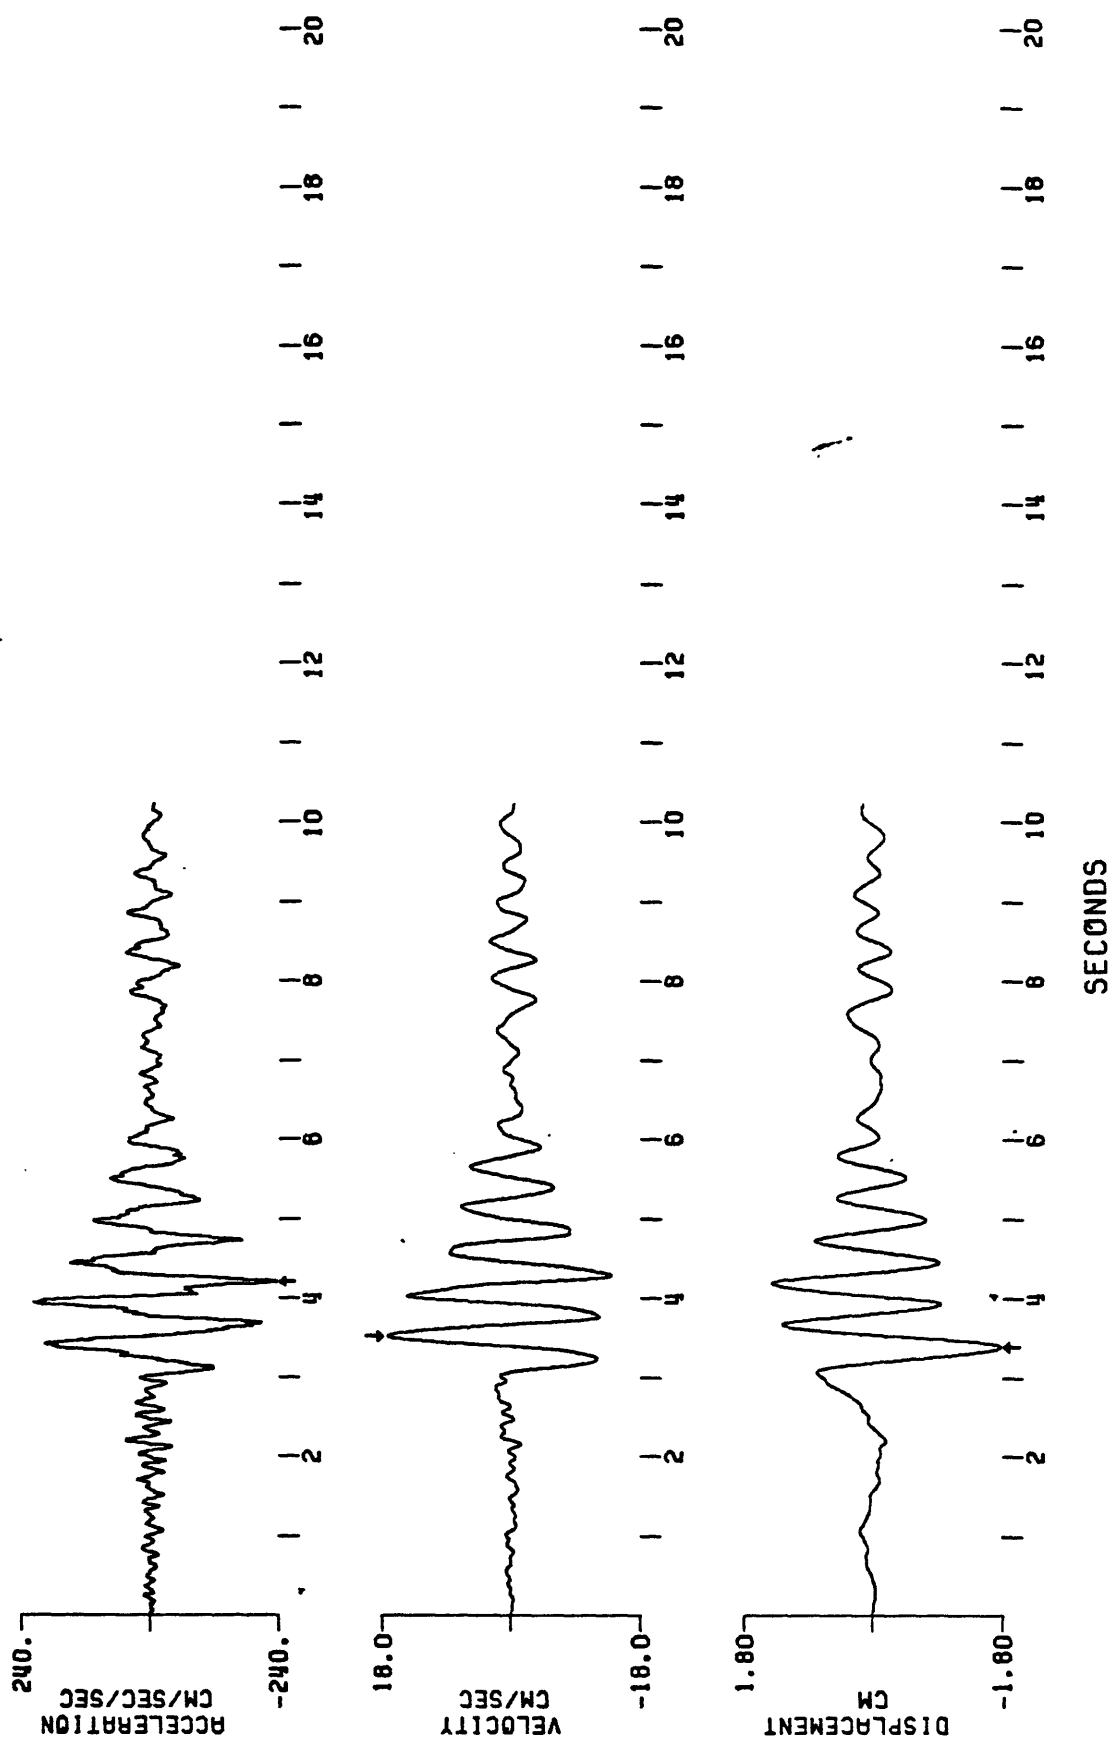 240.
ACCELERATION
CM/SEC/SEC
-240.
2 4 6 8 10 12 14 16 18 20
18.0
VELOCITY
CM/SEC
-18.0
2 4 6 8 10 12 14 16 18 20
1.80
DISPLACEMENT
CM
-1.80
2 4 6 8 10 12 14 16 18 20
SECONDS